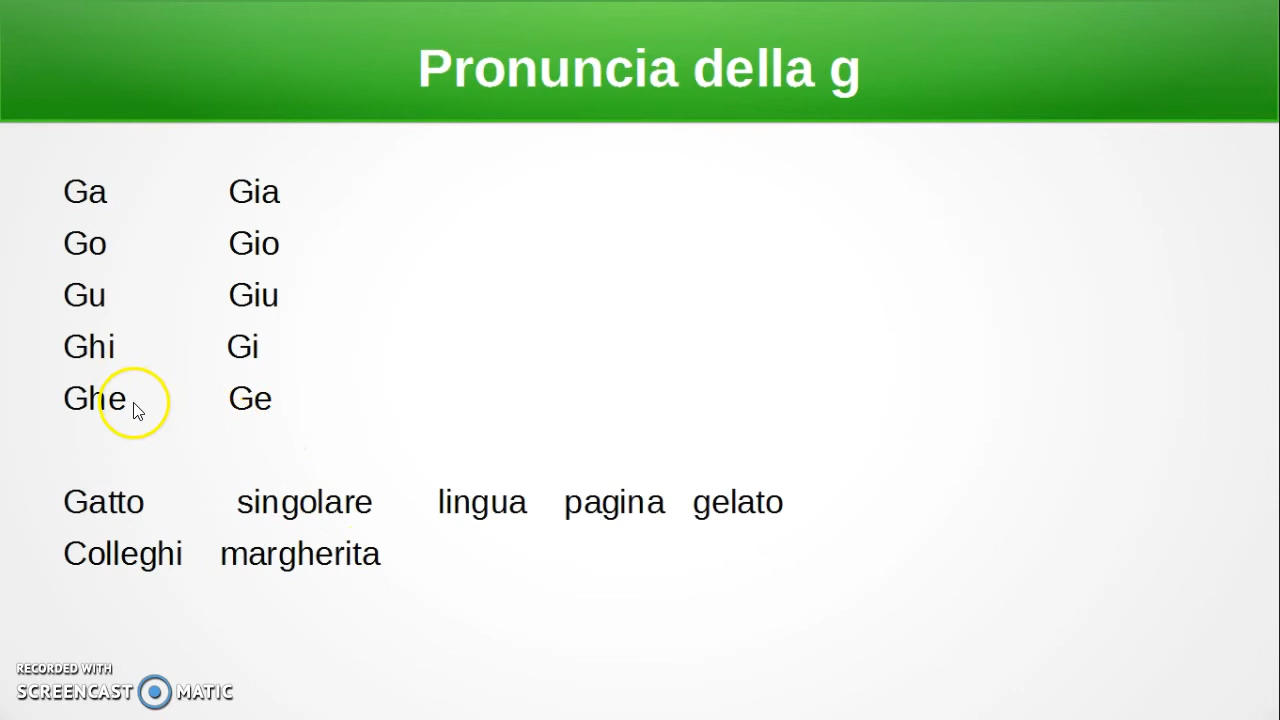 Pronuncia della g
Ga Gia
Go Gio
Gu Giu
Ghi Gi
Ghe Ge
Gatto singolare lingua pagina gelato
Colleghi margherita
RECORDED WITH
SCREENCAST MATIC